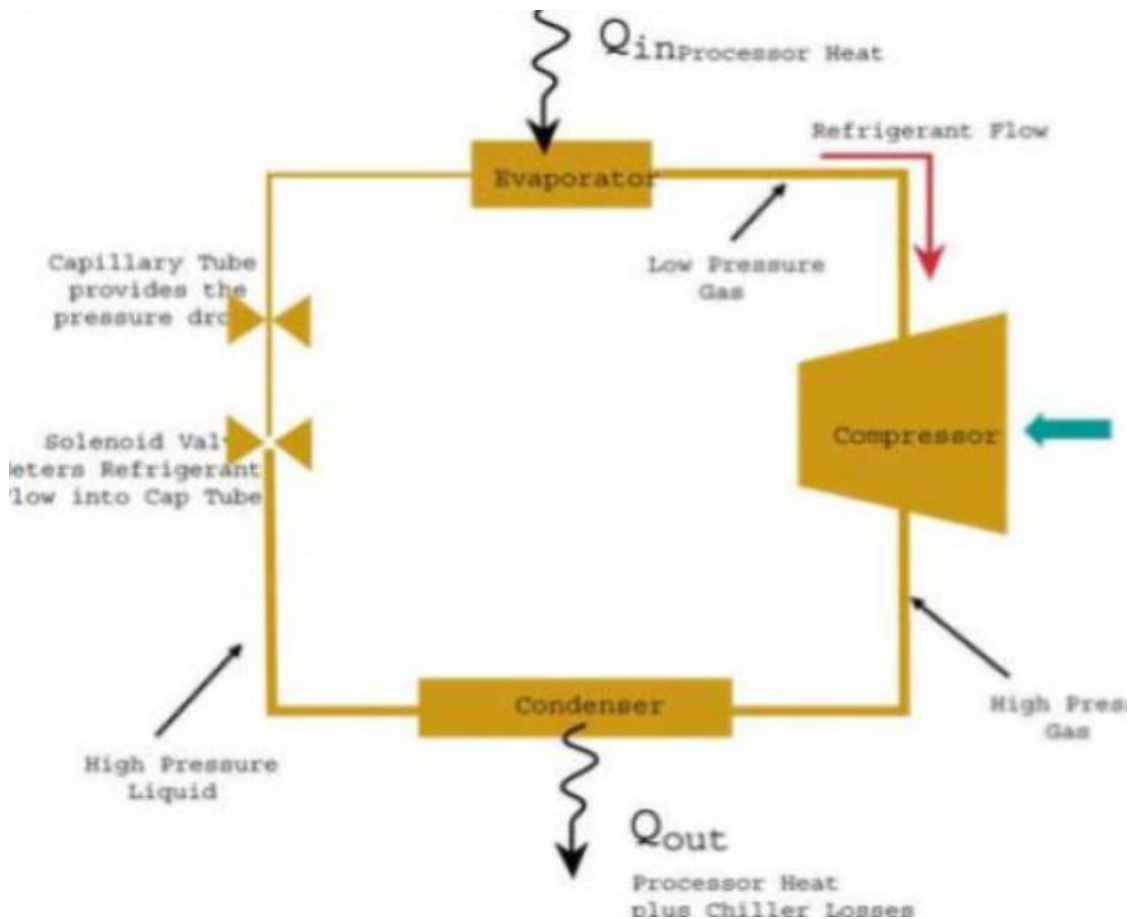 Qin Processor Heat
Refrigerant Flow
Evaporator
Low Pressure
Gas
Capillary Tube
provides the
pressure dro
Compressor
Solenoid Val
eters Refrigerant
low into Cap Tube
Condenser
High Pres
Gas
High Pressure
Liquid
Qout
Processor Heat
plus Chiller Losses